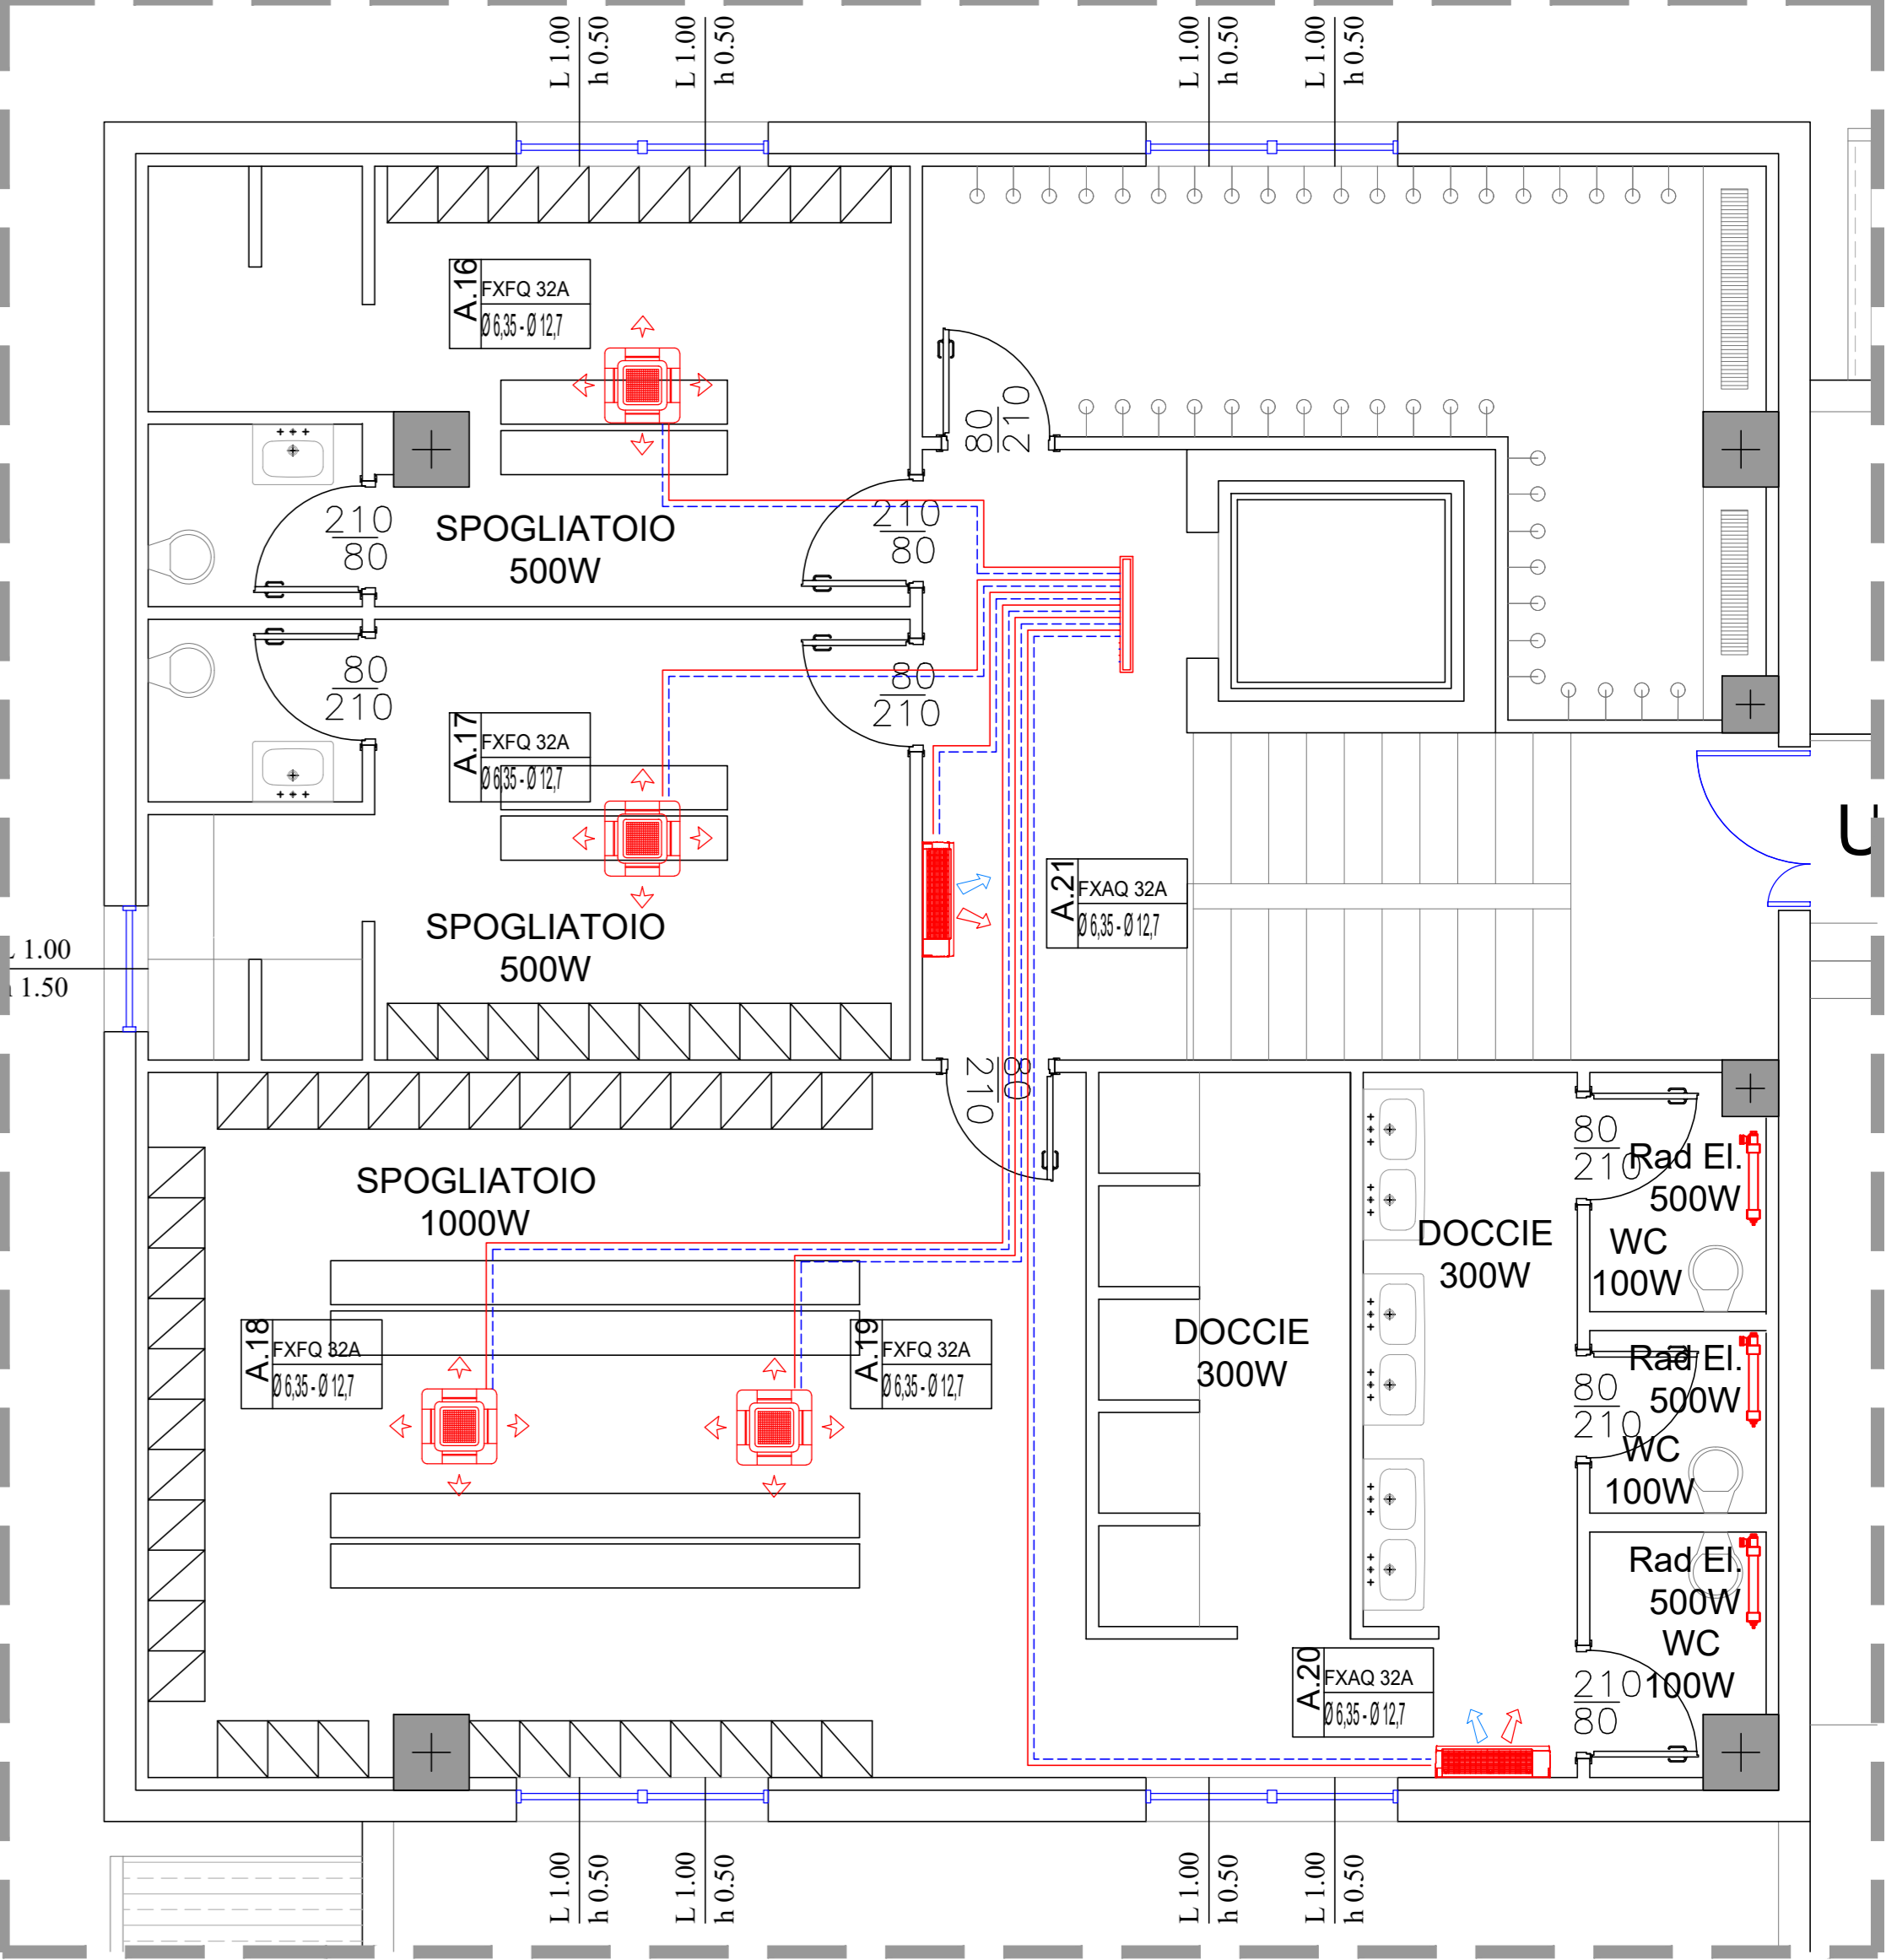 L 1.00
h 0.50
L 1.00
h 0.50
L 1.00
h 0.50
L 1.00
h 0.50
A.16
FXFQ 32A
Ø 6,35 - Ø 12,7
80
210
SPOGLIATOIO
500W
210
80
210
80
80
210
80
210
A.17
FXFQ 32A
Ø 6,35 - Ø 12,7
U
A.21
FXAQ 32A
Ø 6,35 - Ø 12,7
SPOGLIATOIO
500W
1.00
1.50
80
210
SPOGLIATOIO
1000W
80
210
Rad El.
500W
WC
100W
DOCCIE
300W
DOCCIE
300W
A.18
FXFQ 32A
Ø 6,35 - Ø 12,7
A.19
FXFQ 32A
Ø 6,35 - Ø 12,7
Rad El.
500W
80
210
WC
100W
Rad El.
500W
WC
100W
210
80
A.20
FXAQ 32A
Ø 6,35 - Ø 12,7
L 1.00
h 0.50
L 1.00
h 0.50
L 1.00
h 0.50
L 1.00
h 0.50